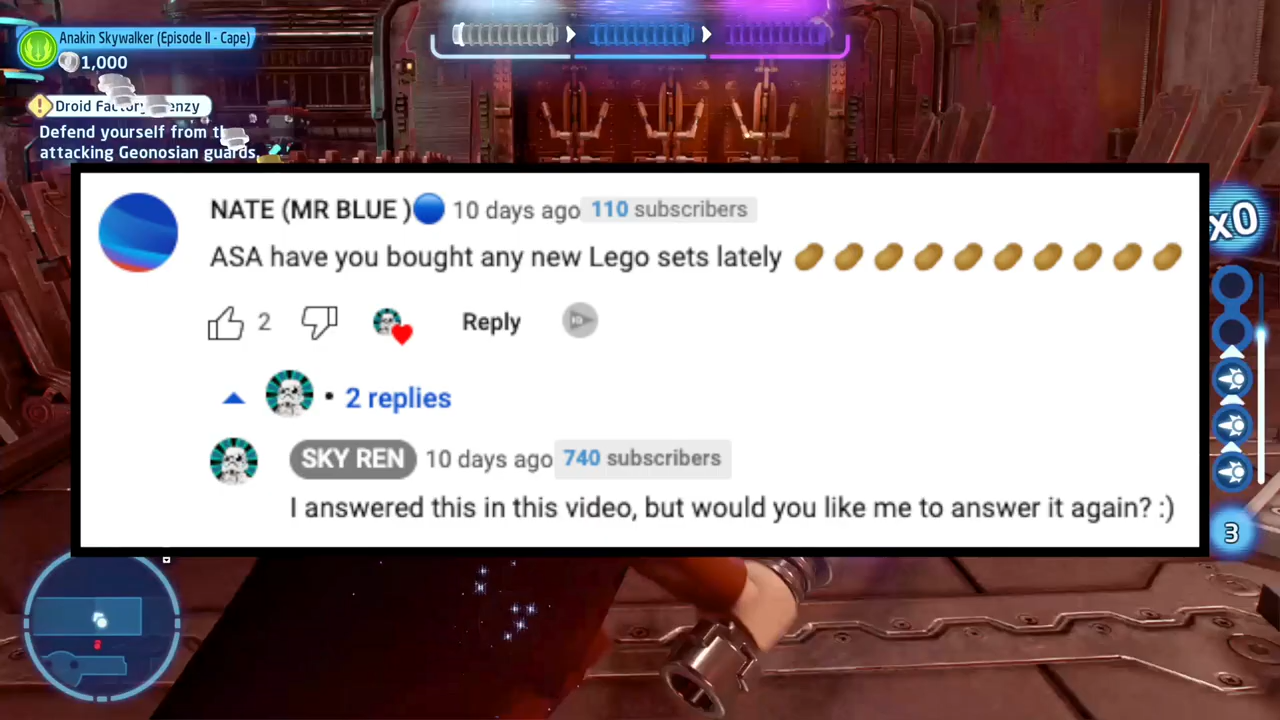 Anakin Skywalker (Episode II - Cape)
1,000
Defend yourself from
attacking Geonosian guards.
x0
NATE (MR BLUE )🔵 10 days ago 110 subscribers
ASA have you bought any new Lego sets lately 🥔🥔🥔🥔🥔🥔🥔🥔🥔🥔
2
Reply
• 2 replies
SKY REN 10 days ago 740 subscribers
I answered this in this video, but would you like me to answer it again? :)
3